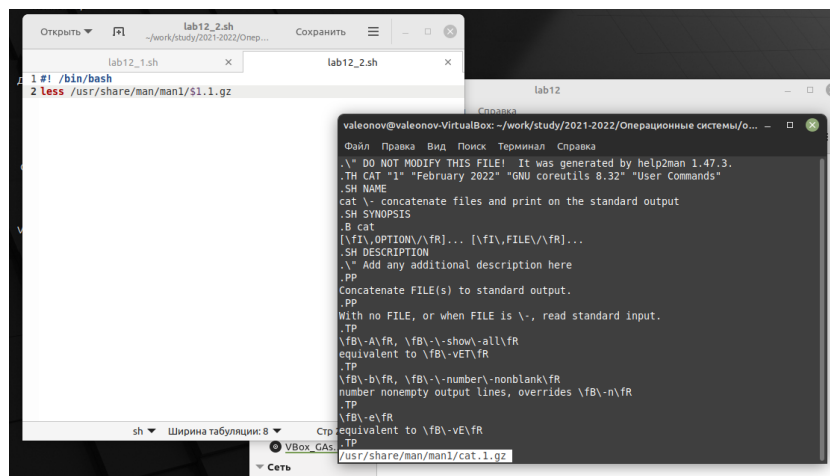 Открыть
lab12_2.sh
~/work/study/2021-2022/Опер...
Сохранить
lab12_1.sh
lab12_2.sh
1 #! /bin/bash
2 less /usr/share/man/man1/$1.1.gz
sh
Ширина табуляции: 8
Стр
lab12
Справка
valeonov@valeonov-VirtualBox: ~/work/study/2021-2022/Операционные системы/о...
Файл Правка Вид Поиск Терминал Справка
.\" DO NOT MODIFY THIS FILE!  It was generated by help2man 1.47.3.
.TH CAT "1" "February 2022" "GNU coreutils 8.32" "User Commands"
.SH NAME
cat \- concatenate files and print on the standard output
.SH SYNOPSIS
.B cat
[\fI\,OPTION\/\fR]... [\fI\,FILE\/\fR]...
.SH DESCRIPTION
.\" Add any additional description here
.PP
Concatenate FILE(s) to standard output.
.PP
With no FILE, or when FILE is \-, read standard input.
.TP
\fB\-A\fR, \fB\-\-show\-all\fR
equivalent to \fB\-vET\fR
.TP
\fB\-b\fR, \fB\-\-number\-nonblank\fR
number nonempty output lines, overrides \fB\-n\fR
.TP
\fB\-e\fR
equivalent to \fB\-vE\fR
.TP
/usr/share/man/man1/cat.1.gz
VBox_GAs.
Сеть